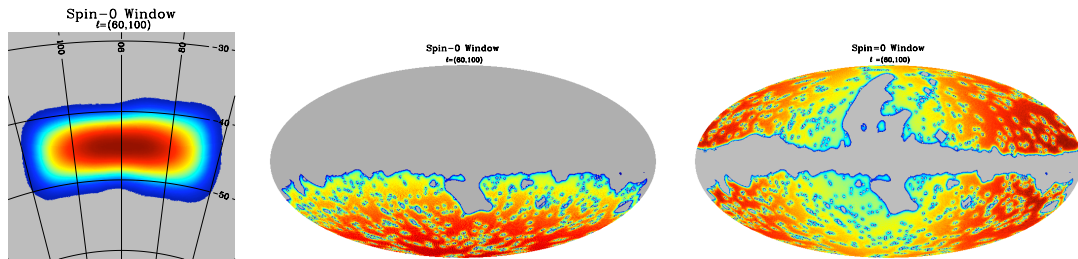 Spin-0 Window
ℓ=(60,100)
100
90
80
-30
-40
-50
Spin-0 Window
ℓ=(60,100)
Spin=0 Window
ℓ =(60,100)